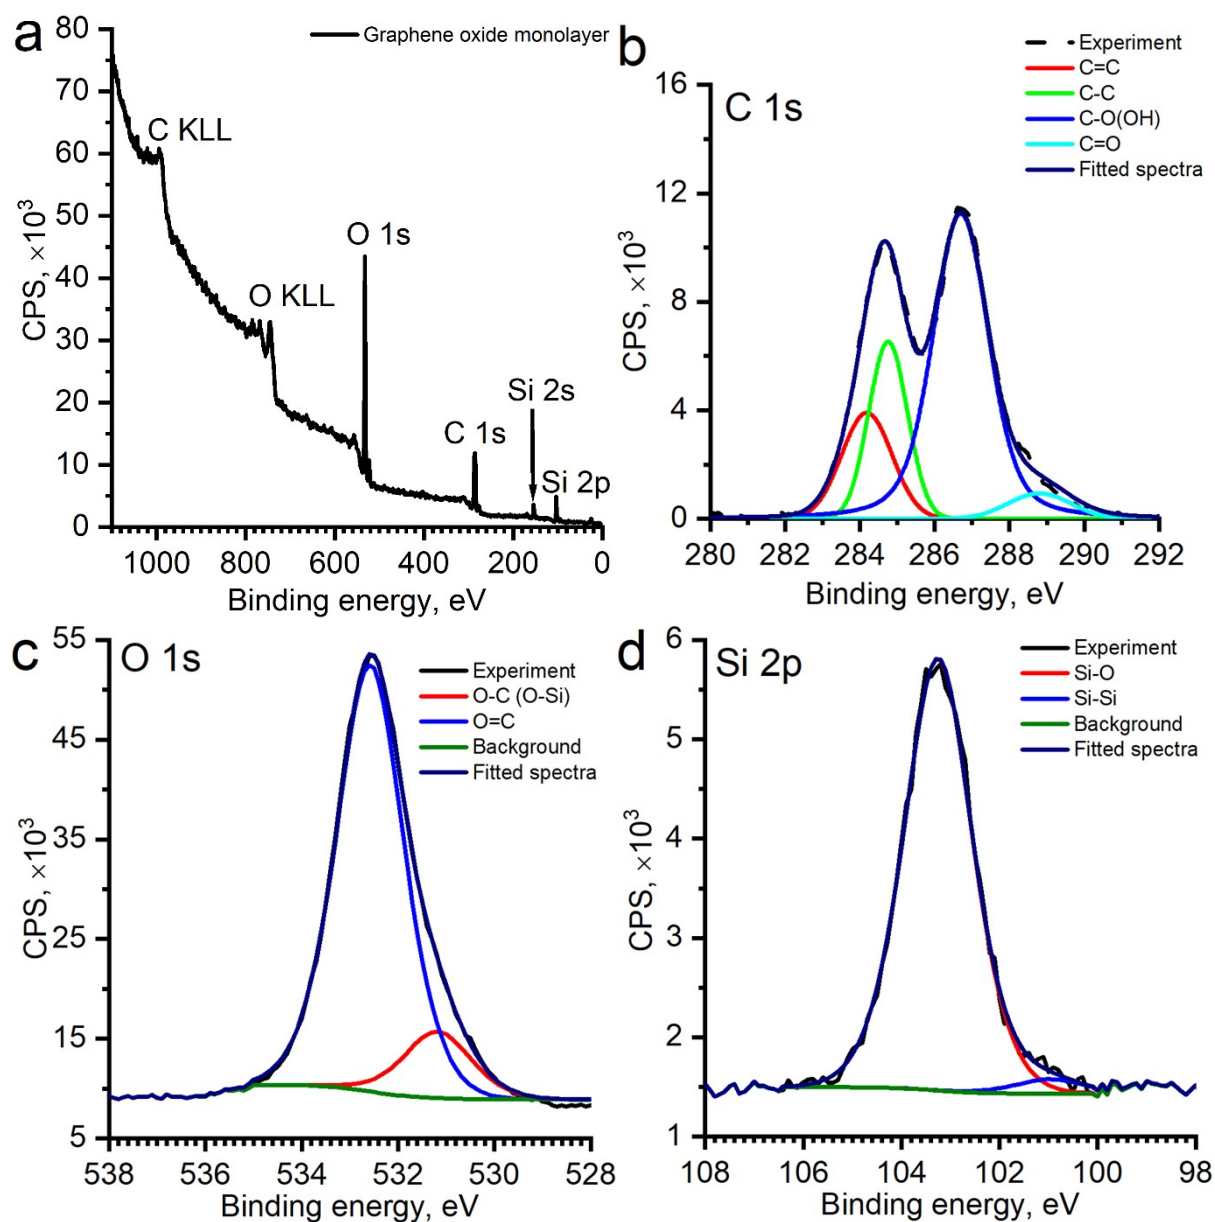 a
Graphene oxide monolayer
80
70
60
50
40
30
20
10
0
CPS, ×10³
C KLL
O KLL
O 1s
C 1s
Si 2s
Si 2p
1000 800 600 400 200 0
Binding energy, eV
b
C 1s
Experiment
C=C
C-C
C-O(OH)
C=O
Fitted spectra
16
12
8
4
0
CPS, ×10³
280 282 284 286 288 290 292
Binding energy, eV
c
O 1s
Experiment
O-C (O-Si)
O=C
Background
Fitted spectra
55
45
35
25
15
5
CPS, ×10³
538 536 534 532 530 528
Binding energy, eV
d
Si 2p
Experiment
Si-O
Si-Si
Background
Fitted spectra
6
5
4
3
2
1
CPS, ×10³
108 106 104 102 100 98
Binding energy, eV